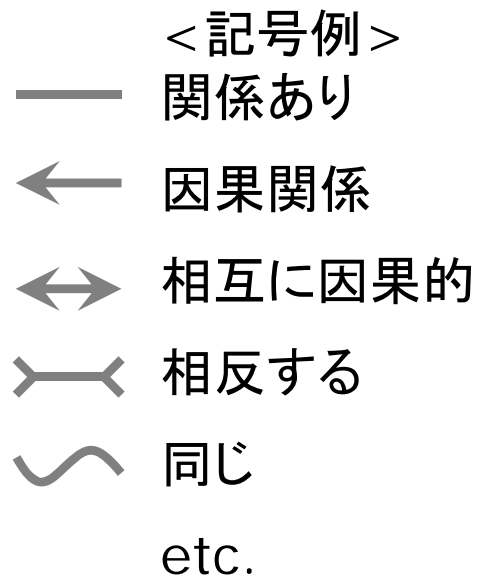 ＜記号例＞
関係あり
因果関係
相互に因果的
相反する
同じ
etc.